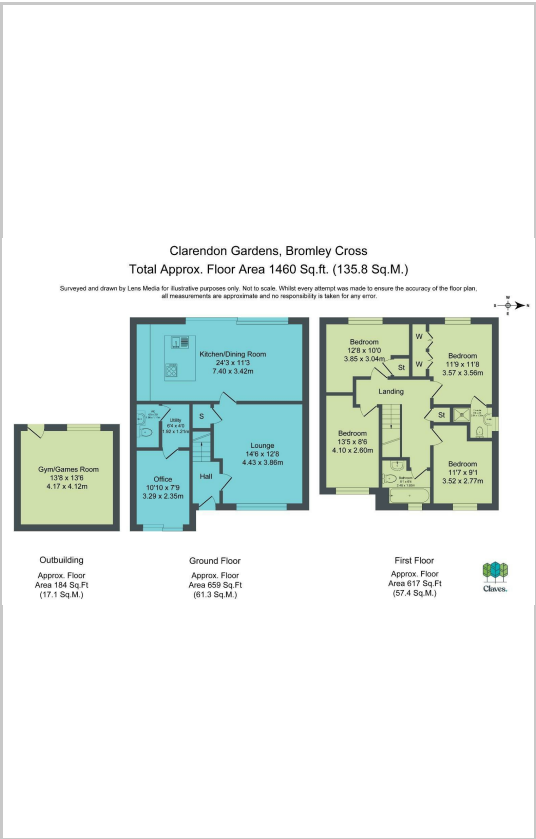 Clarendon Gardens, Bromley Cross
Total Approx. Floor Area 1460 Sq.ft. (135.8 Sq.M.)
Surveyed and drawn by Lens Media for illustrative purposes only. Not to scale. Whilst every attempt was made to ensure the accuracy of the floor plan,
all measurements are approximate and no responsibility is taken for any error.
W
S
N
E
Kitchen/Dining Room
24'3 x 11'3
7.40 x 3.42m
Utility
S
Lounge
14'6 x 12'8
4.43 x 3.86m
Office
10'10 x 7'9
3.29 x 2.35m
Hall
Gym/Games Room
13'8 x 13'6
4.17 x 4.12m
Bedroom
12'8 x 10'0
3.85 x 3.04m
St
W
W
Bedroom
11'9 x 11'8
3.57 x 3.56m
Landing
St
Bedroom
13'5 x 8'6
4.10 x 2.60m
Bedroom
11'7 x 9'1
3.52 x 2.77m
Outbuilding
Approx. Floor
Area 184 Sq.Ft
(17.1 Sq.M.)
Ground Floor
Approx. Floor
Area 659 Sq.Ft
(61.3 Sq.M.)
First Floor
Approx. Floor
Area 617 Sq.Ft
(57.4 Sq.M.)
Claves.